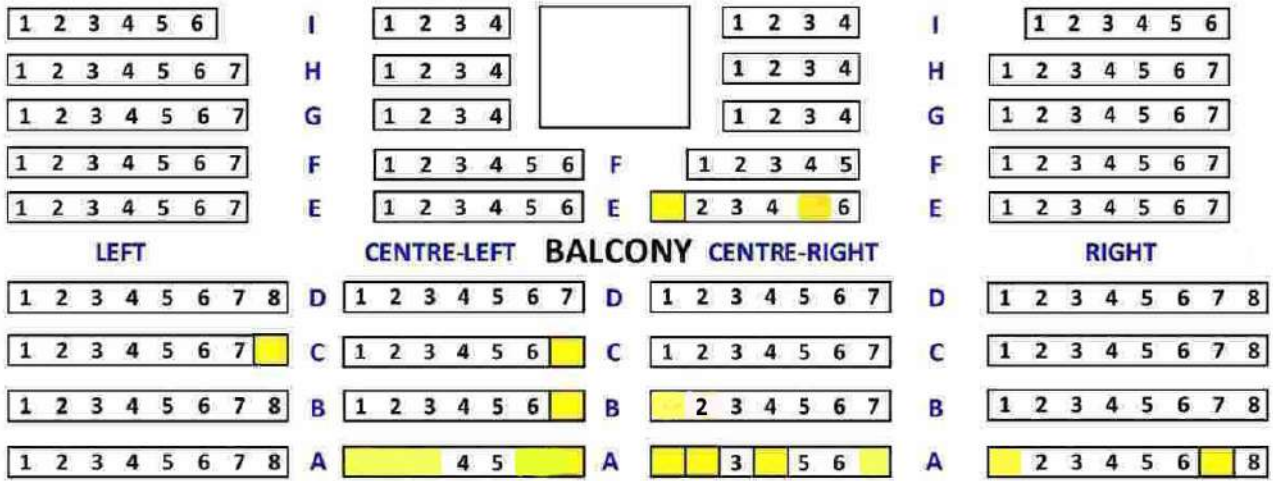 1 2 3 4 5 6 I 1 2 3 4 1 2 3 4 I 1 2 3 4 5 6
1 2 3 4 5 6 7 H 1 2 3 4 1 2 3 4 H 1 2 3 4 5 6 7
1 2 3 4 5 6 7 G 1 2 3 4 1 2 3 4 G 1 2 3 4 5 6 7
1 2 3 4 5 6 7 F 1 2 3 4 5 6 F 1 2 3 4 5 F 1 2 3 4 5 6 7
1 2 3 4 5 6 7 E 1 2 3 4 5 6 E 2 3 4 6 E 1 2 3 4 5 6 7
LEFT CENTRE-LEFT BALCONY CENTRE-RIGHT RIGHT
1 2 3 4 5 6 7 8 D 1 2 3 4 5 6 7 D 1 2 3 4 5 6 7 D 1 2 3 4 5 6 7 8
1 2 3 4 5 6 7 C 1 2 3 4 5 6 C 1 2 3 4 5 6 7 C 1 2 3 4 5 6 7 8
1 2 3 4 5 6 7 8 B 1 2 3 4 5 6 B 2 3 4 5 6 7 B 1 2 3 4 5 6 7 8
1 2 3 4 5 6 7 8 A 4 5 A 3 5 6 A 2 3 4 5 6 8